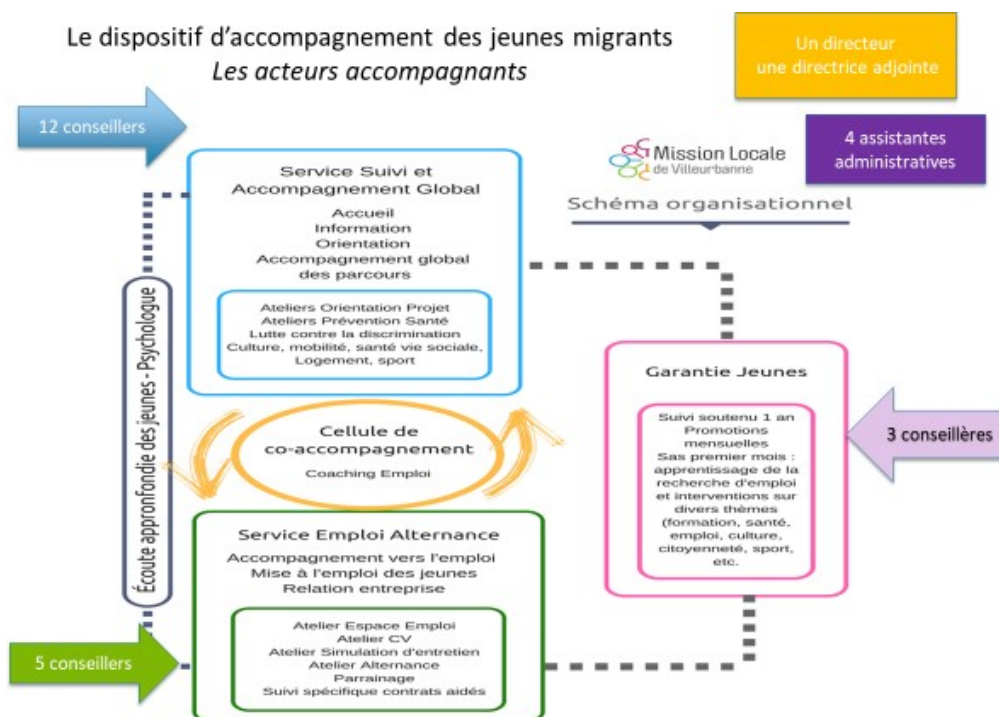 Le dispositif d'accompagnement des jeunes migrants
Les acteurs accompagnants
Un directeur
une directrice adjointe
12 conseillers
4 assistantes
administratives
Mission Locale
de Villeurbanne
Schéma organisationnel
Service Suivi et
Accompagnement Global
Accueil
Information
Orientation
Accompagnement global
des parcours
Ateliers Orientation Projet
Ateliers Prévention Santé
Lutte contre la discrimination
Culture, mobilité, santé vie sociale,
Logement, sport
Écoute appronfondie des jeunes - Psychologue
Garantie Jeunes
Suivi soutenu 1 an
Promotions
mensuelles
Sas premier mois :
apprentissage de la
recherche d'emploi
et interventions sur
divers thèmes
(formation, santé,
emploi, culture,
citoyenneté, sport,
etc.
3 conseillères
Cellule de
co-accompagnement
Coaching Emploi
Service Emploi Alternance
Accompagnement vers l'emploi
Mise à l'emploi des jeunes
Relation entreprise
Atelier Espace Emploi
Atelier CV
Atelier Simulation d'entretien
Atelier Alternance
Parrainage
Suivi spécifique contrats aidés
5 conseillers